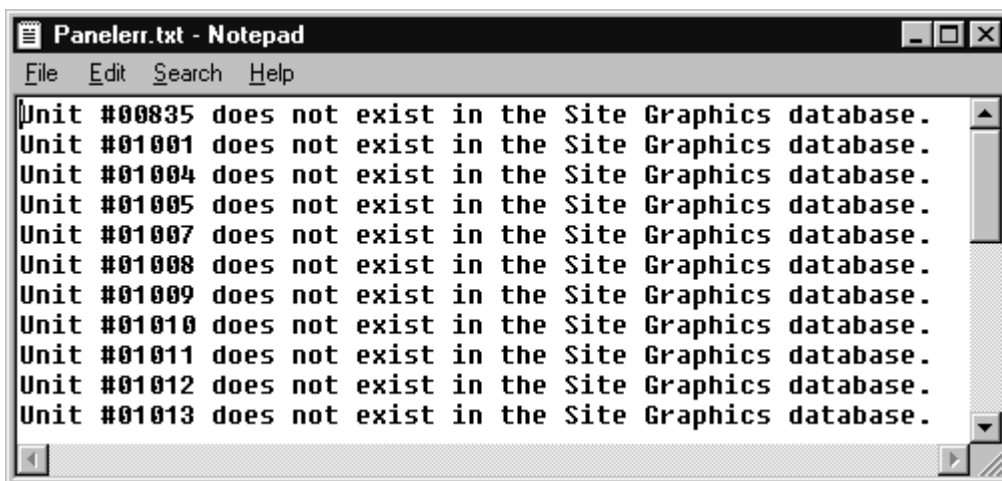 Panelerr.txt - Notepad
File Edit Search Help
Unit #00835 does not exist in the Site Graphics database.
Unit #01001 does not exist in the Site Graphics database.
Unit #01004 does not exist in the Site Graphics database.
Unit #01005 does not exist in the Site Graphics database.
Unit #01007 does not exist in the Site Graphics database.
Unit #01008 does not exist in the Site Graphics database.
Unit #01009 does not exist in the Site Graphics database.
Unit #01010 does not exist in the Site Graphics database.
Unit #01011 does not exist in the Site Graphics database.
Unit #01012 does not exist in the Site Graphics database.
Unit #01013 does not exist in the Site Graphics database.